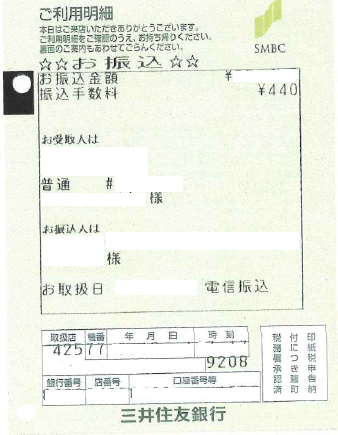 ご利用明細
本日はご来店いただきありがとうございます。
ご利用明細をご確認のうえ、お持ち帰りください。
裏面のご案内もあわせてごらんください。
SMBC
☆☆お振込☆☆
お振込金額 ¥
振込手数料 ¥440
お受取人は
普通 #
様
お振込人は
様
お取扱日 電信振込
取扱店 機番 年 月 日 時刻
425 77 9208
銀行番号 店番号 口座番号等
印紙税申告納
付につき麹町
税務署承認済
三井住友銀行